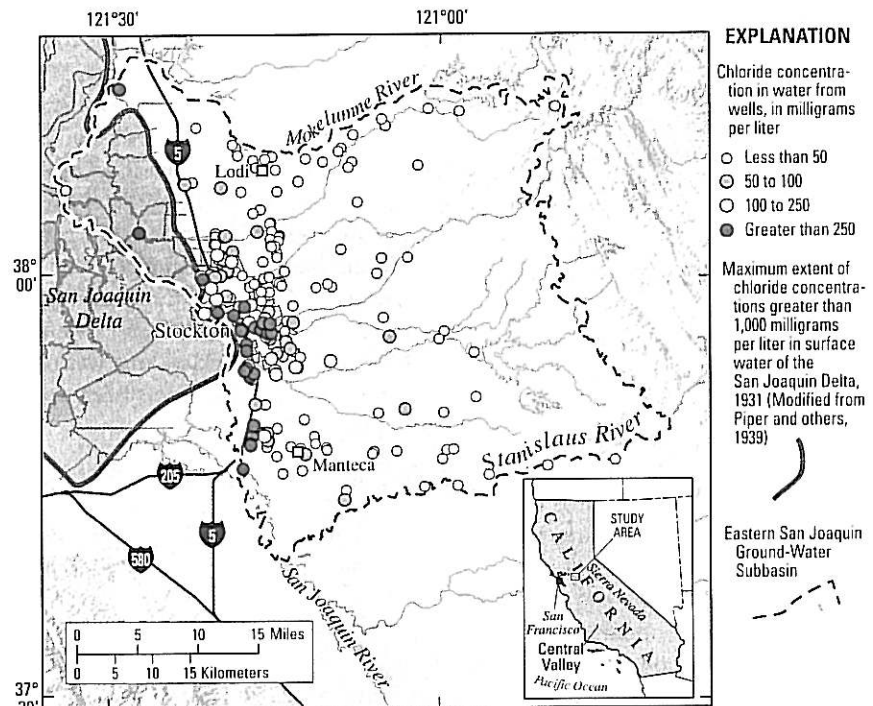 121°30'
121°00'
38°
00'
37°
Mokelumne River
5
Lodi
San Joaquin
Delta
Stockton
Stanislaus River
Manteca
205
5
580
San Joaquin River
0 5 10 15 Miles
0 5 10 15 Kilometers
CALIFORNIA
STUDY
AREA
Sierra Nevada
San
Francisco
Central
Valley
Pacific Ocean
EXPLANATION
Chloride concentra-
tion in water from
wells, in milligrams
per liter
Less than 50
50 to 100
100 to 250
Greater than 250
Maximum extent of
chloride concentra-
tions greater than
1,000 milligrams
per liter in surface
water of the
San Joaquin Delta,
1931 (Modified from
Piper and others,
1939)
Eastern San Joaquin
Ground-Water
Subbasin